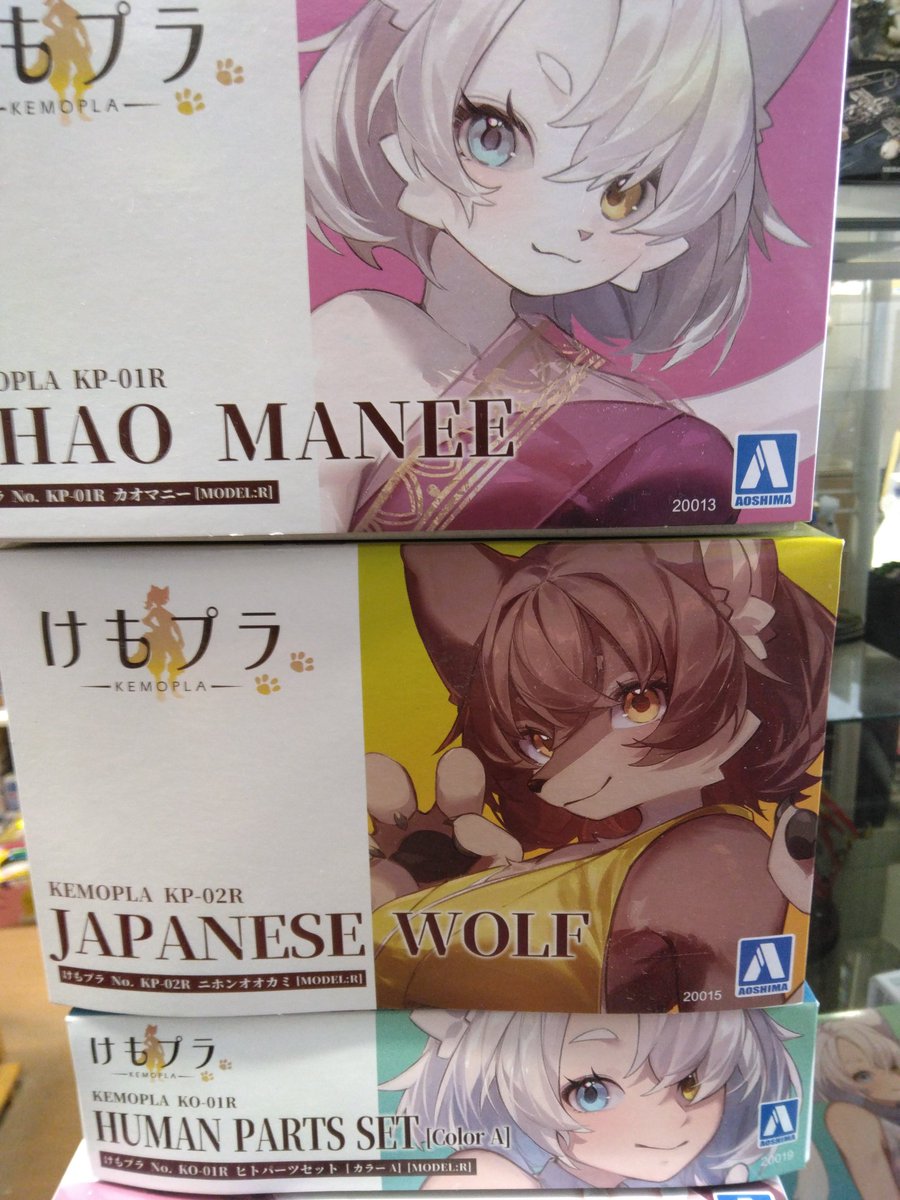 もプラ
KEMOPLA
OPLA KP-01R
HAO MANEE
No. KP-01R カオマニー [MODEL:R]
20013
AOSHIMA
けもプラ
KEMOPLA
KEMOPLA KP-02R
JAPANESE WOLF
けもプラ No. KP-02R ニホンオオカミ [MODEL:R]
20015
AOSHIMA
けもプラ
KEMOPLA
KEMOPLA KO-01R
HUMAN PARTS SET [Color A]
けもプラ No. KO-01R ヒトパーツセット [カラーA] [MODEL:R]
20019
AOSHIMA